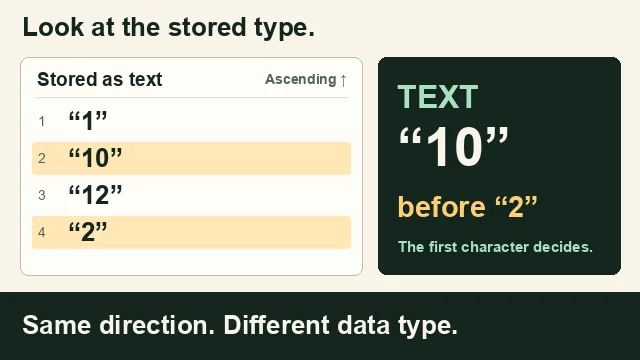 Look at the stored type.
Stored as text
Ascending ↑
1 “1”
2 “10”
3 “12”
4 “2”
TEXT
“10”
before “2”
The first character decides.
Same direction. Different data type.